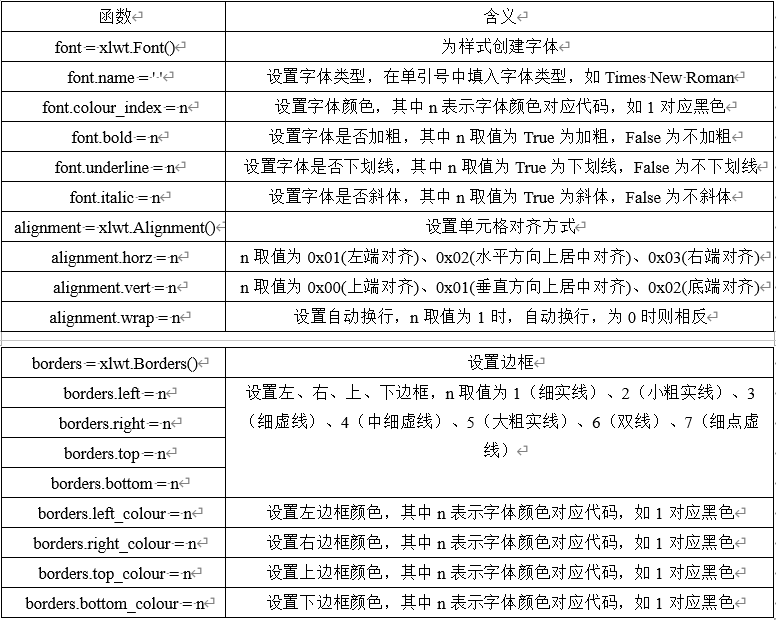 函数 含义
font = xlwt.Font() 为样式创建字体
font.name = ' ' 设置字体类型，在单引号中填入字体类型，如 Times New Roman
font.colour_index = n 设置字体颜色，其中 n 表示字体颜色对应代码，如 1 对应黑色
font.bold = n 设置字体是否加粗，其中 n 取值为 True 为加粗，False 为不加粗
font.underline = n 设置字体是否下划线，其中 n 取值为 True 为下划线，False 为不下划线
font.italic = n 设置字体是否斜体，其中 n 取值为 True 为斜体，False 为不斜体
alignment = xlwt.Alignment() 设置单元格对齐方式
alignment.horz = n n 取值为 0x01(左端对齐)、0x02(水平方向上居中对齐)、0x03(右端对齐)
alignment.vert = n n 取值为 0x00(上端对齐)、0x01(垂直方向上居中对齐)、0x02(底端对齐)
alignment.wrap = n 设置自动换行，n 取值为 1 时，自动换行，为 0 时则相反
borders = xlwt.Borders() 设置边框
borders.left = n 设置左、右、上、下边框，n 取值为 1（细实线）、2（小粗实线）、3
borders.right = n （细虚线）、4（中细虚线）、5（大粗实线）、6（双线）、7（细点虚
borders.top = n 线）
borders.bottom = n
borders.left_colour = n 设置左边框颜色，其中 n 表示字体颜色对应代码，如 1 对应黑色
borders.right_colour = n 设置右边框颜色，其中 n 表示字体颜色对应代码，如 1 对应黑色
borders.top_colour = n 设置上边框颜色，其中 n 表示字体颜色对应代码，如 1 对应黑色
borders.bottom_colour = n 设置下边框颜色，其中 n 表示字体颜色对应代码，如 1 对应黑色